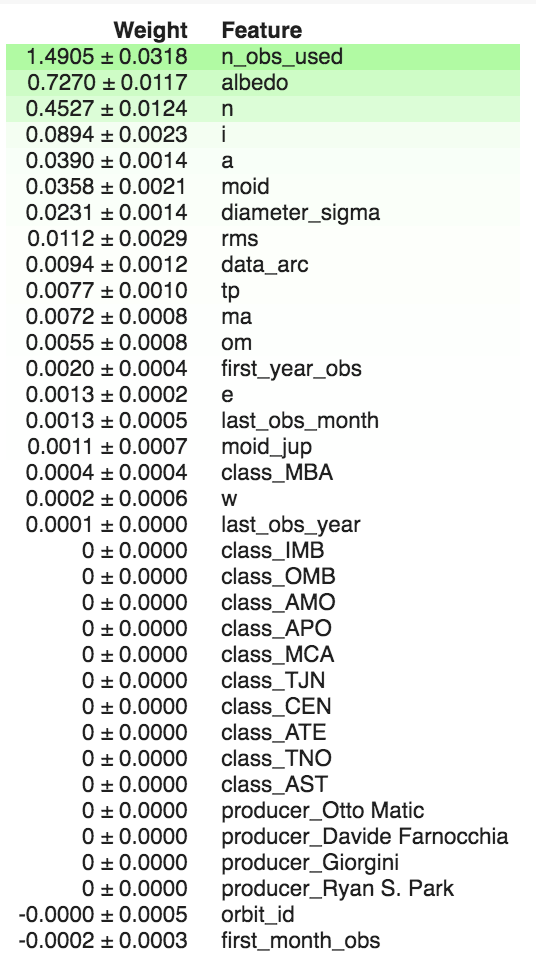 Weight Feature
1.4905 ± 0.0318 n_obs_used
0.7270 ± 0.0117 albedo
0.4527 ± 0.0124 n
0.0894 ± 0.0023 i
0.0390 ± 0.0014 a
0.0358 ± 0.0021 moid
0.0231 ± 0.0014 diameter_sigma
0.0112 ± 0.0029 rms
0.0094 ± 0.0012 data_arc
0.0077 ± 0.0010 tp
0.0072 ± 0.0008 ma
0.0055 ± 0.0008 om
0.0020 ± 0.0004 first_year_obs
0.0013 ± 0.0002 e
0.0013 ± 0.0005 last_obs_month
0.0011 ± 0.0007 moid_jup
0.0004 ± 0.0004 class_MBA
0.0002 ± 0.0006 w
0.0001 ± 0.0000 last_obs_year
0 ± 0.0000 class_IMB
0 ± 0.0000 class_OMB
0 ± 0.0000 class_AMO
0 ± 0.0000 class_APO
0 ± 0.0000 class_MCA
0 ± 0.0000 class_TJN
0 ± 0.0000 class_CEN
0 ± 0.0000 class_ATE
0 ± 0.0000 class_TNO
0 ± 0.0000 class_AST
0 ± 0.0000 producer_Otto Matic
0 ± 0.0000 producer_Davide Farnocchia
0 ± 0.0000 producer_Giorgini
0 ± 0.0000 producer_Ryan S. Park
-0.0000 ± 0.0005 orbit_id
-0.0002 ± 0.0003 first_month_obs